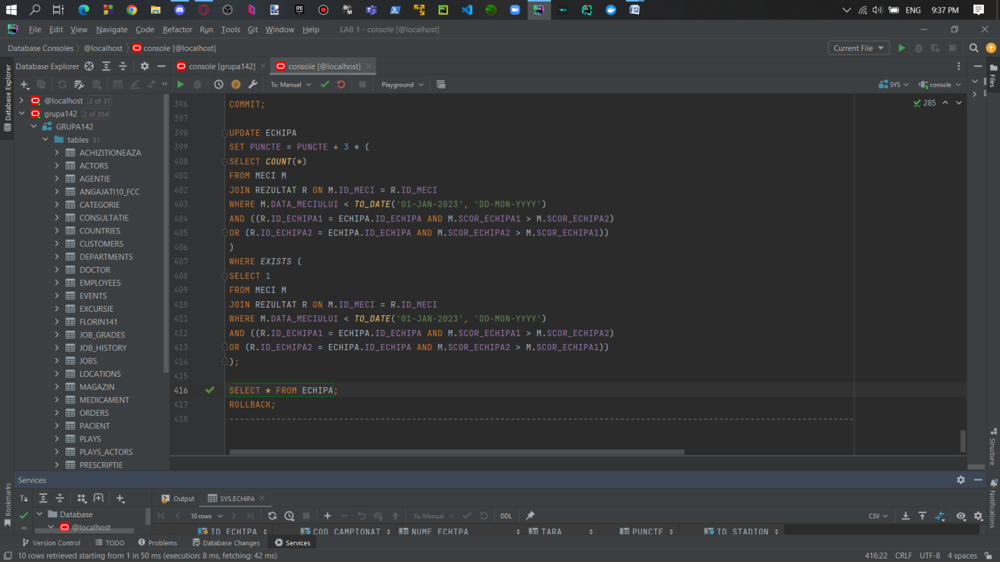 ENG 9:37 PM
File Edit View Navigate Code Refactor Run Tools Git Window Help LAB 1 - console [@localhost]
Database Consoles @localhost console [@localhost] Current File
Database Explorer console [grupa142] console [@localhost]
Tx: Manual Playground SYS console
Database Explorer
Files
@localhost 2 of 37
grupa142 2 of 354
GRUPA142
tables 31
ACHIZITIONEAZA
ACTORS
AGENTIE
ANGAJATI10_FCC
CATEGORIE
CONSULTATIE
COUNTRIES
CUSTOMERS
DEPARTMENTS
DOCTOR
EMPLOYEES
EVENTS
EXCURSIE
FLORIN141
JOB_GRADES
JOB_HISTORY
JOBS
LOCATIONS
MAGAZIN
MEDICAMENT
ORDERS
PACIENT
PLAYS
PLAYS_ACTORS
PRESCRIPTIE
285
396 COMMIT;
397
398 UPDATE ECHIPA
399 SET PUNCTE = PUNCTE + 3 * (
400 SELECT COUNT(*)
401 FROM MECI M
402 JOIN REZULTAT R ON M.ID_MECI = R.ID_MECI
403 WHERE M.DATA_MECIULUI < TO_DATE('01-JAN-2023', 'DD-MON-YYYY')
404 AND ((R.ID_ECHIPA1 = ECHIPA.ID_ECHIPA AND M.SCOR_ECHIPA1 > M.SCOR_ECHIPA2)
405 OR (R.ID_ECHIPA2 = ECHIPA.ID_ECHIPA AND M.SCOR_ECHIPA2 > M.SCOR_ECHIPA1))
406 )
407 WHERE EXISTS (
408 SELECT 1
409 FROM MECI M
410 JOIN REZULTAT R ON M.ID_MECI = R.ID_MECI
411 WHERE M.DATA_MECIULUI < TO_DATE('01-JAN-2023', 'DD-MON-YYYY')
412 AND ((R.ID_ECHIPA1 = ECHIPA.ID_ECHIPA AND M.SCOR_ECHIPA1 > M.SCOR_ECHIPA2)
413 OR (R.ID_ECHIPA2 = ECHIPA.ID_ECHIPA AND M.SCOR_ECHIPA2 > M.SCOR_ECHIPA1))
414 );
415
416 SELECT * FROM ECHIPA;
417 ROLLBACK;
418 ------------------------------------------------------------------------------------------------------------------------
Structure
Notifications
Bookmarks
Services
Tx Output SYS.ECHIPA
Database
@localhost
10 rows Tx: Manual DDL CSV
ID_ECHIPA COD_CAMPIONAT NUME_ECHIPA TARA PUNCTE ID_STADION
Version Control TODO Problems Database Changes Services
10 rows retrieved starting from 1 in 50 ms (execution: 8 ms, fetching: 42 ms) 416:22 CRLF UTF-8 4 spaces